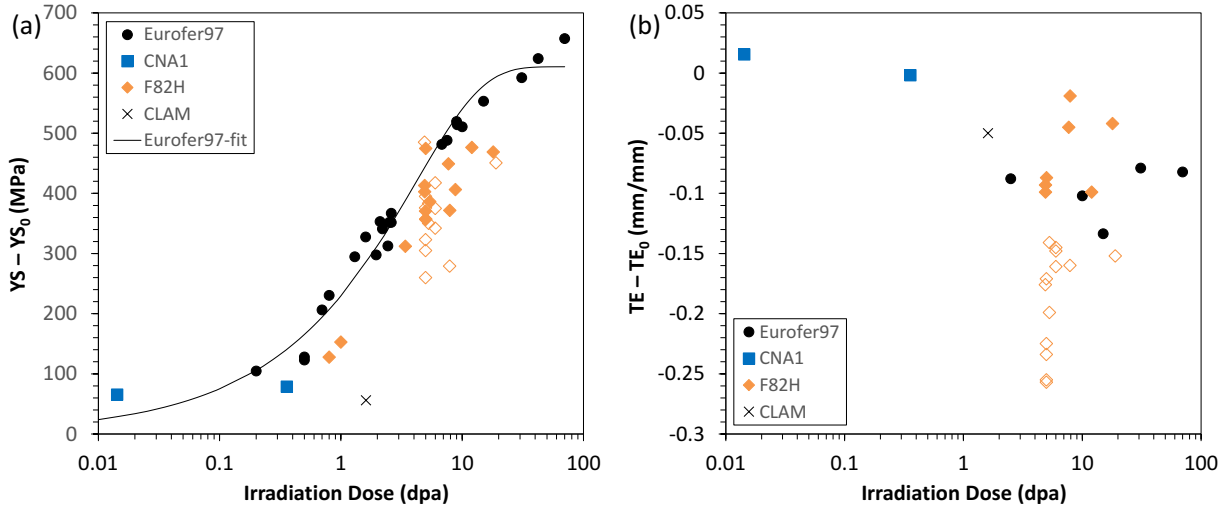 (a)
700
600
500
400
300
200
100
0
YS – YS0 (MPa)
Eurofer97
CNA1
F82H
CLAM
Eurofer97-fit
0.01
0.1
1
10
100
Irradiation Dose (dpa)
(b)
0.05
0
-0.05
-0.1
-0.15
-0.2
-0.25
-0.3
TE – TE0 (mm/mm)
Eurofer97
CNA1
F82H
CLAM
0.01
0.1
1
10
100
Irradiation Dose (dpa)